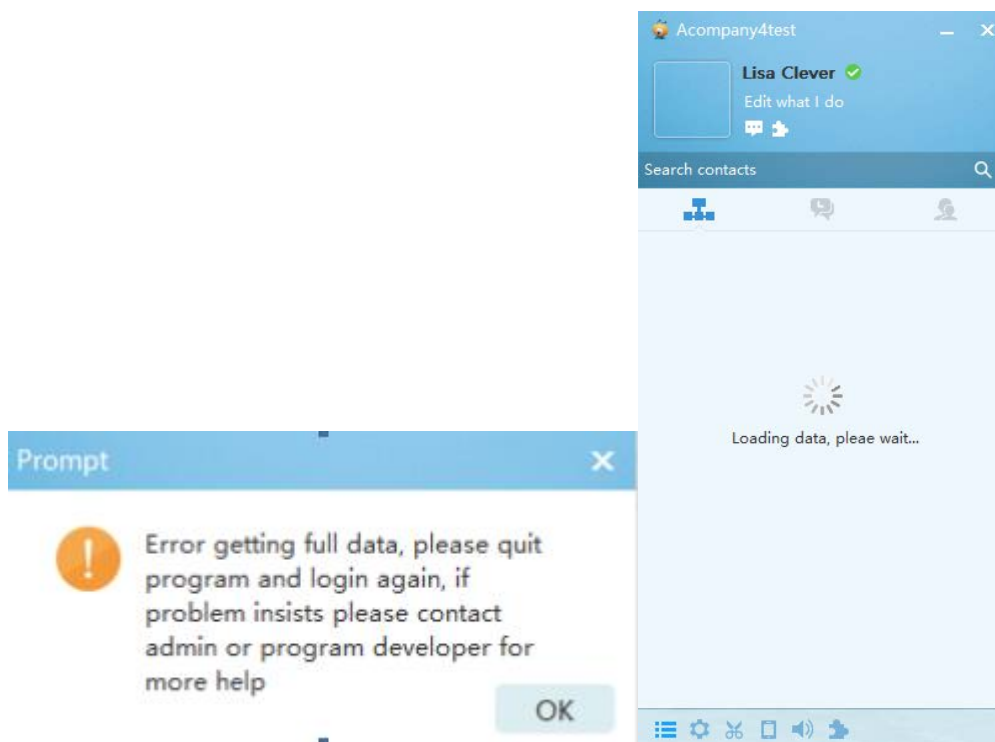 Acompany4test
Lisa Clever
Edit what I do
Search contacts
Loading data, pleae wait...
Prompt
Error getting full data, please quit
program and login again, if
problem insists please contact
admin or program developer for
more help
OK